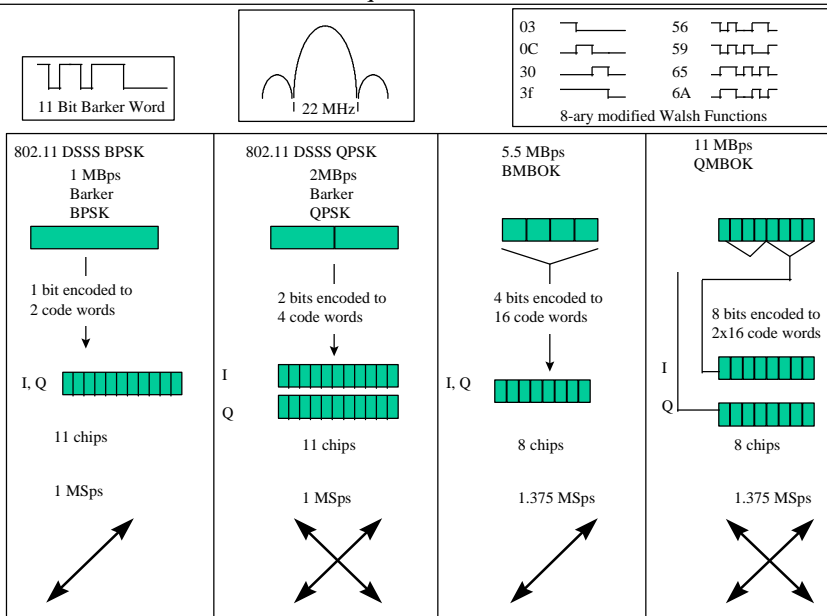 11 Bit Barker Word
22 MHz
03 56
0C 59
30 65
3f 6A
8-ary modified Walsh Functions
802.11 DSSS BPSK
1 MBps
Barker
BPSK
1 bit encoded to
2 code words
I, Q
11 chips
1 MSps
802.11 DSSS QPSK
2MBps
Barker
QPSK
2 bits encoded to
4 code words
I
Q
11 chips
1 MSps
5.5 MBps
BMBOK
4 bits encoded to
16 code words
I, Q
8 chips
1.375 MSps
11 MBps
QMBOK
8 bits encoded to
2x16 code words
I
Q
8 chips
1.375 MSps